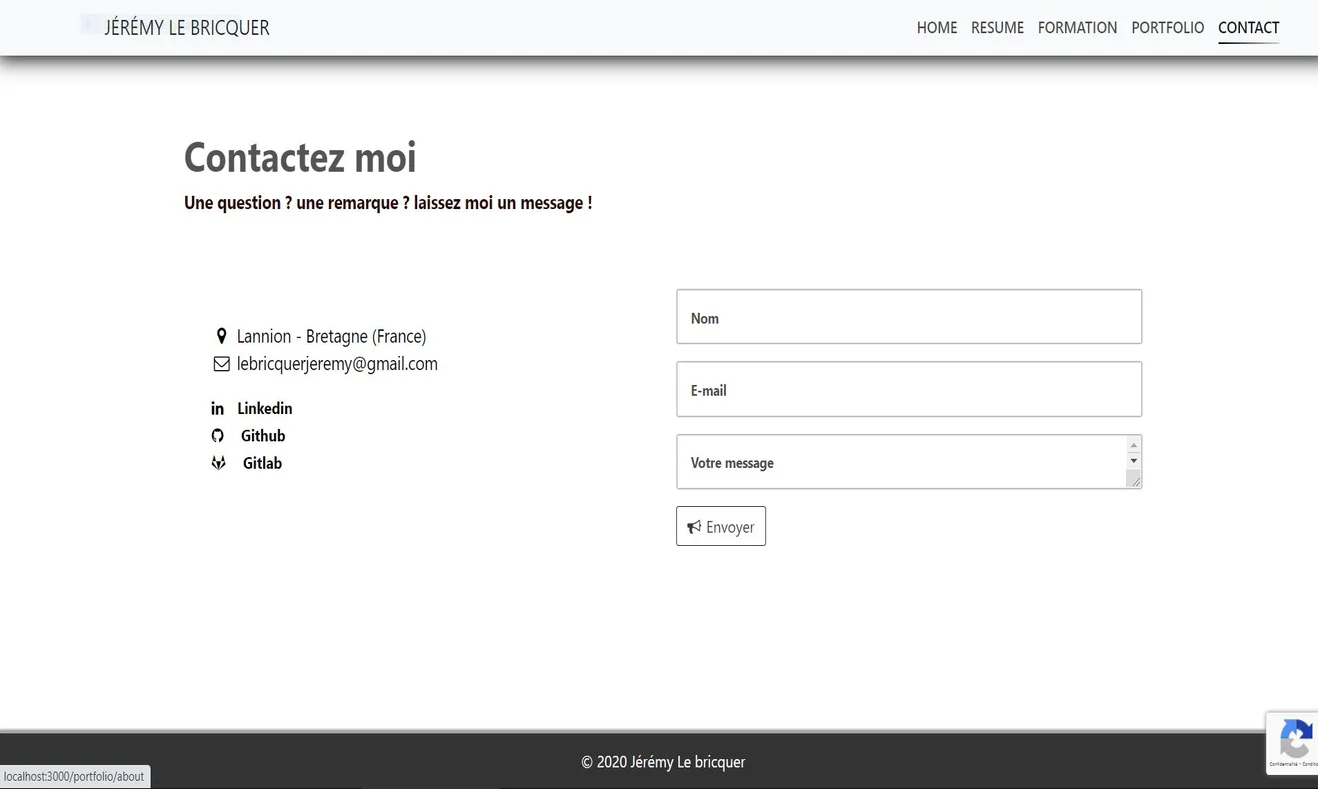 JÉRÉMY LE BRICQUER
HOME RESUME FORMATION PORTFOLIO CONTACT
Contactez moi
Une question ? une remarque ? laissez moi un message !
Lannion - Bretagne (France)
lebricquerjeremy@gmail.com
in Linkedin
Github
Gitlab
Nom
E-mail
Votre message
Envoyer
© 2020 Jérémy Le bricquer
localhost:3000/portfolio/about
Confidentialité -